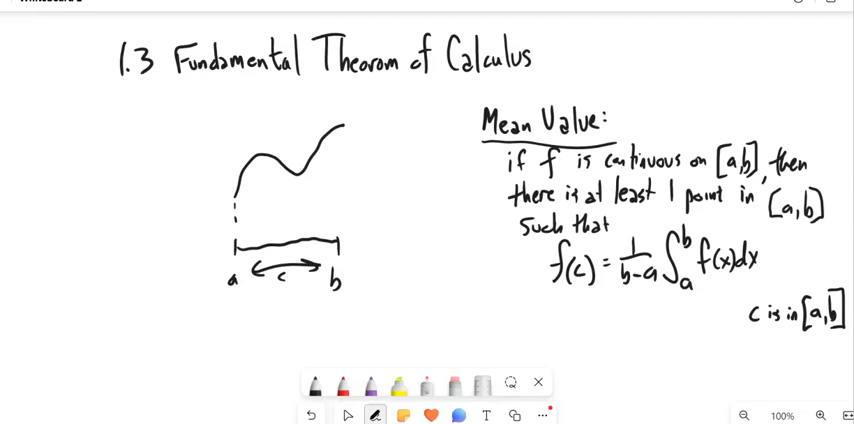 1.3 Fundamental Theorom of Calculus
Mean Value:
if f is continuous on [a,b], then
there is at least 1 point in [a,b)
such that
f(c) = 1/(b-a) ∫_a^b f(x)dx
c is in [a,b]
a c b
T
100%